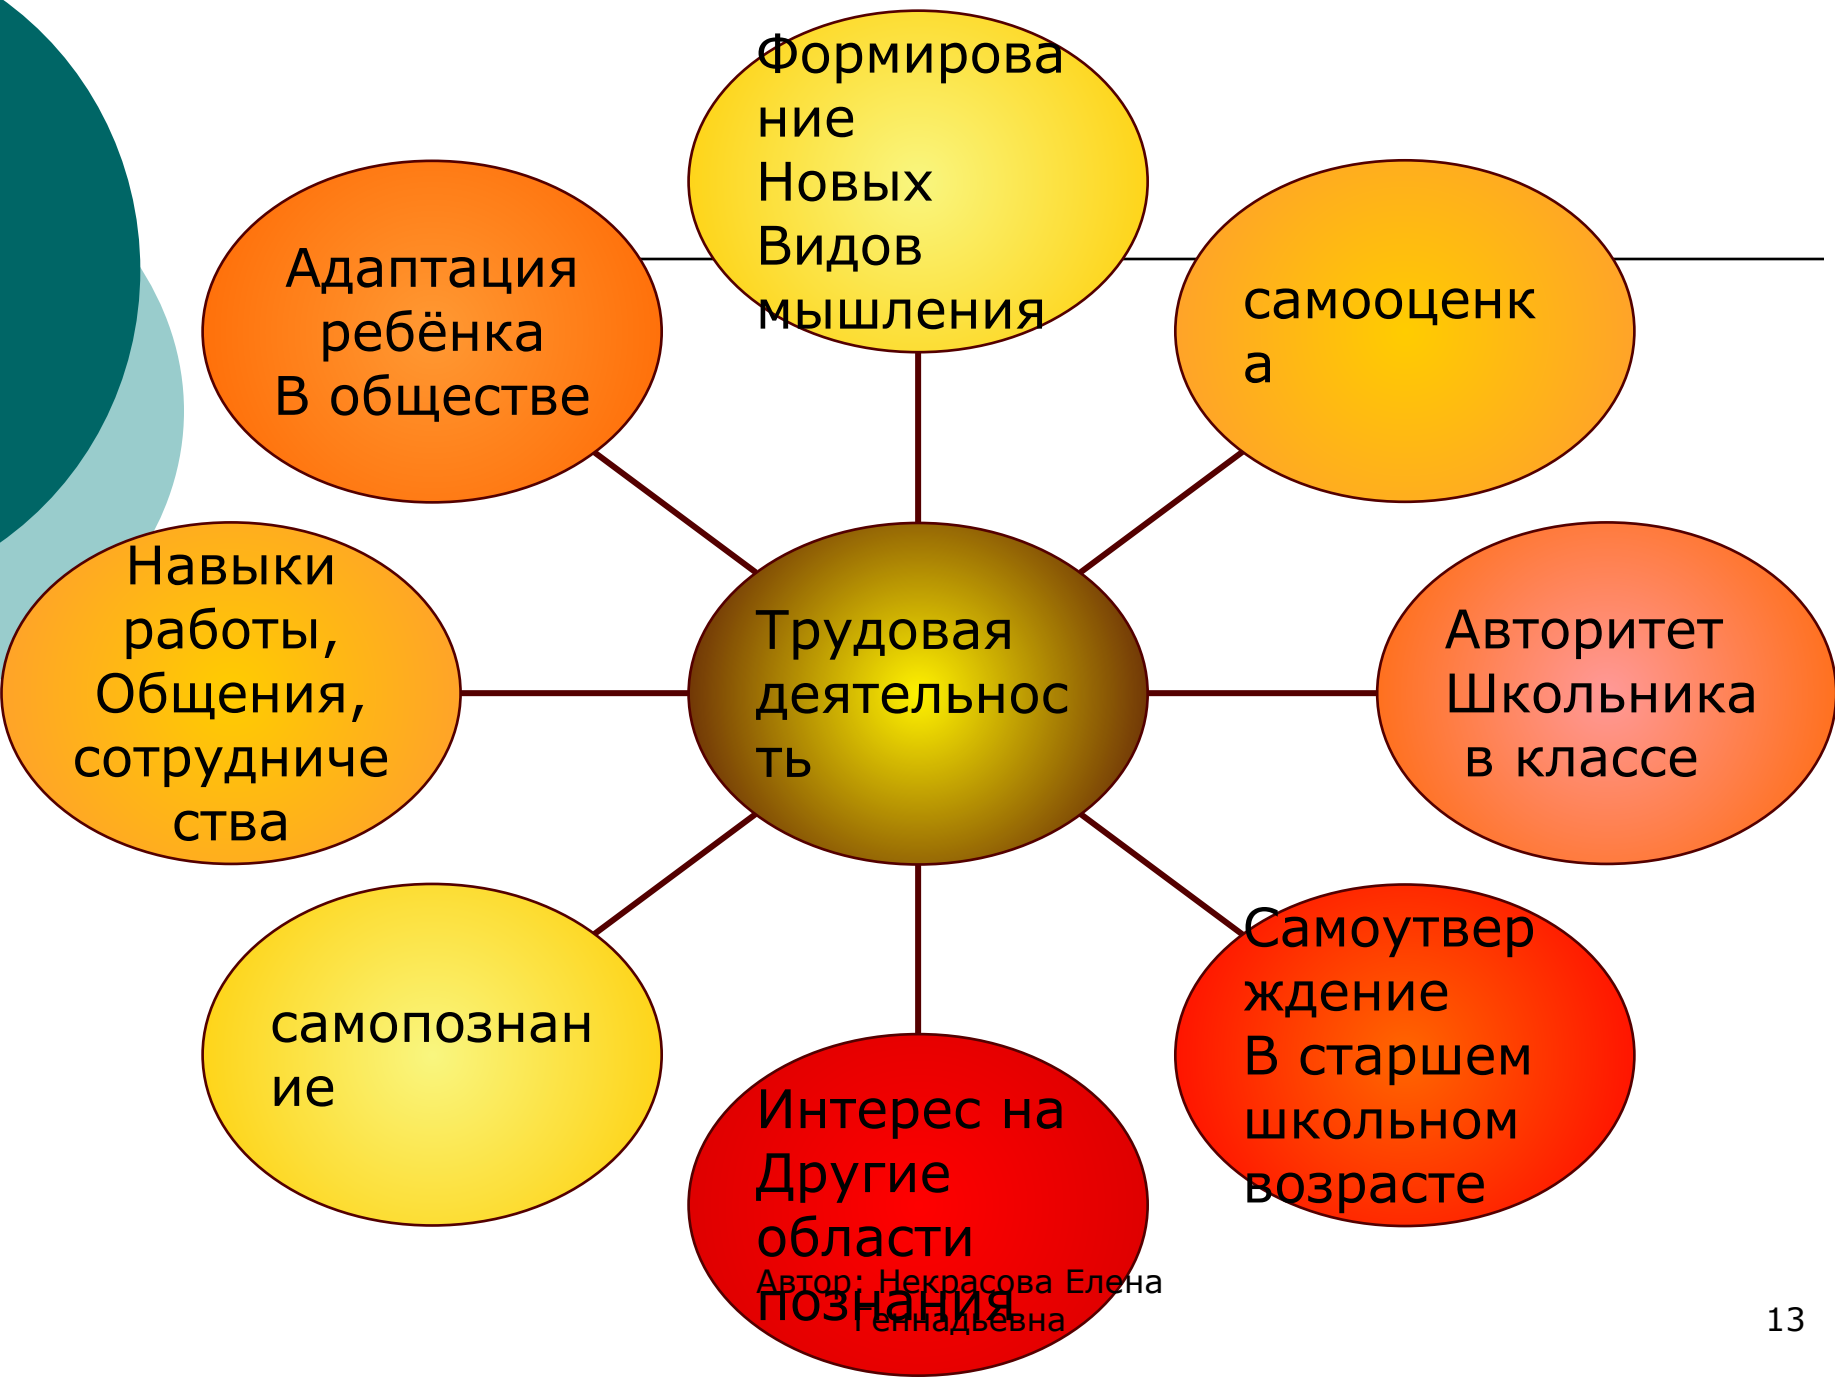 Формирова
ние
Новых
Видов
мышления
Адаптация
ребёнка
В обществе
самооценк
а
Навыки
работы,
Общения,
сотрудниче
ства
Трудовая
деятельнос
ть
Авторитет
Школьника
в классе
самопознан
ие
Самоутвер
ждение
В старшем
школьном
возрасте
Интерес на
Другие
области
познания
Автор: Некрасова Елена
Геннадьевна
13